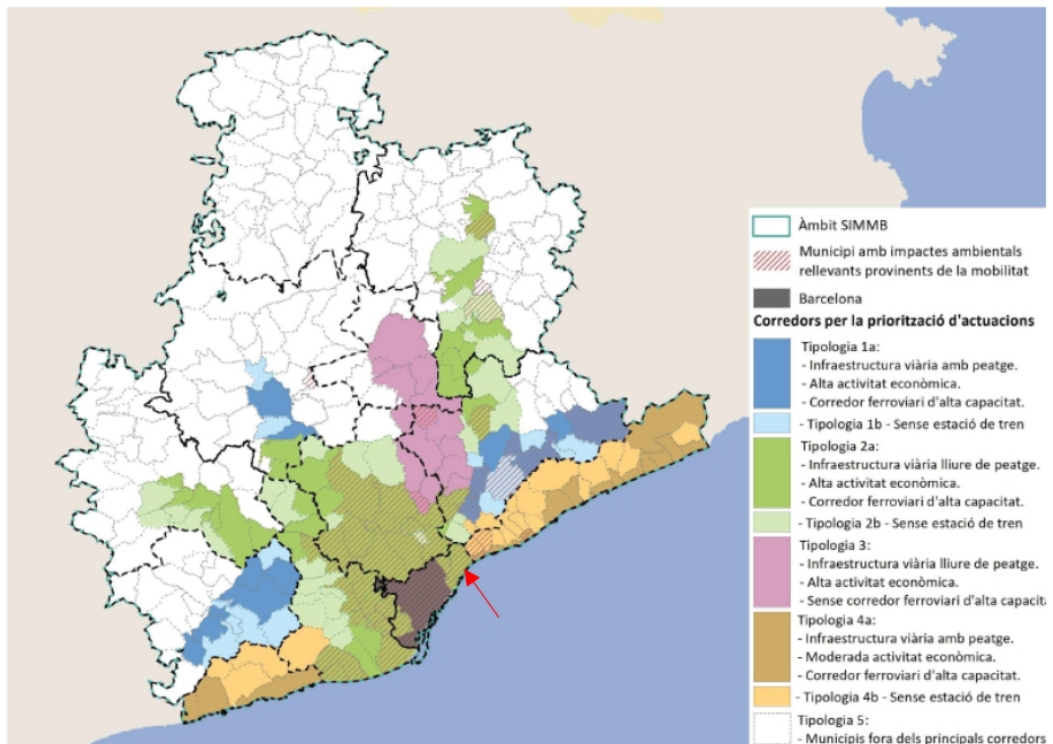 Àmbit SIMMB
Municipi amb impactes ambientals
rellevants provinents de la mobilitat
Barcelona
Corredors per la priorització d'actuacions
Tipologia 1a:
- Infraestructura viària amb peatge.
- Alta activitat econòmica.
- Corredor ferroviari d'alta capacitat.
- Tipologia 1b - Sense estació de tren
Tipologia 2a:
- Infraestructura viària lliure de peatge.
- Alta activitat econòmica.
- Corredor ferroviari d'alta capacitat.
- Tipologia 2b - Sense estació de tren
Tipologia 3:
- Infraestructura viària lliure de peatge.
- Alta activitat econòmica.
- Sense corredor ferroviari d'alta capacita
Tipologia 4a:
- Infraestructura viària amb peatge.
- Moderada activitat econòmica.
- Corredor ferroviari d'alta capacitat.
- Tipologia 4b - Sense estació de tren
Tipologia 5:
- Municipis fora dels principals corredors